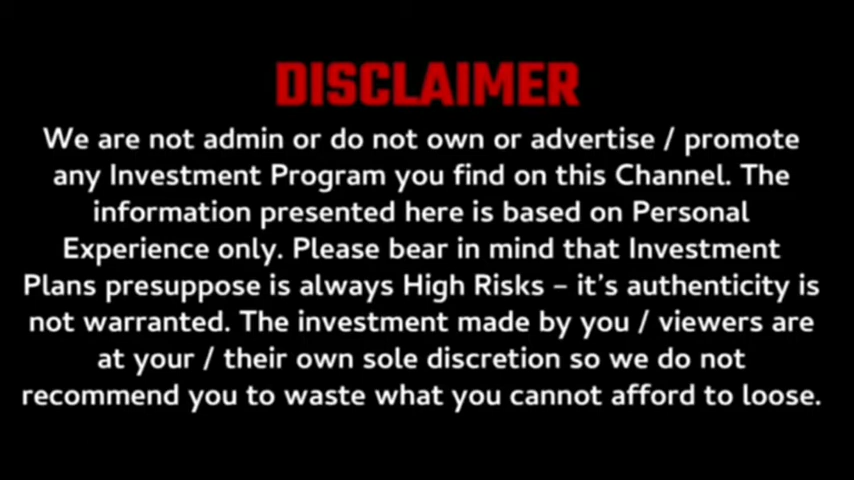 DISCLAIMER
We are not admin or do not own or advertise / promote
any Investment Program you find on this Channel. The
information presented here is based on Personal
Experience only. Please bear in mind that Investment
Plans presuppose is always High Risks – it's authenticity is
not warranted. The investment made by you / viewers are
at your / their own sole discretion so we do not
recommend you to waste what you cannot afford to loose.